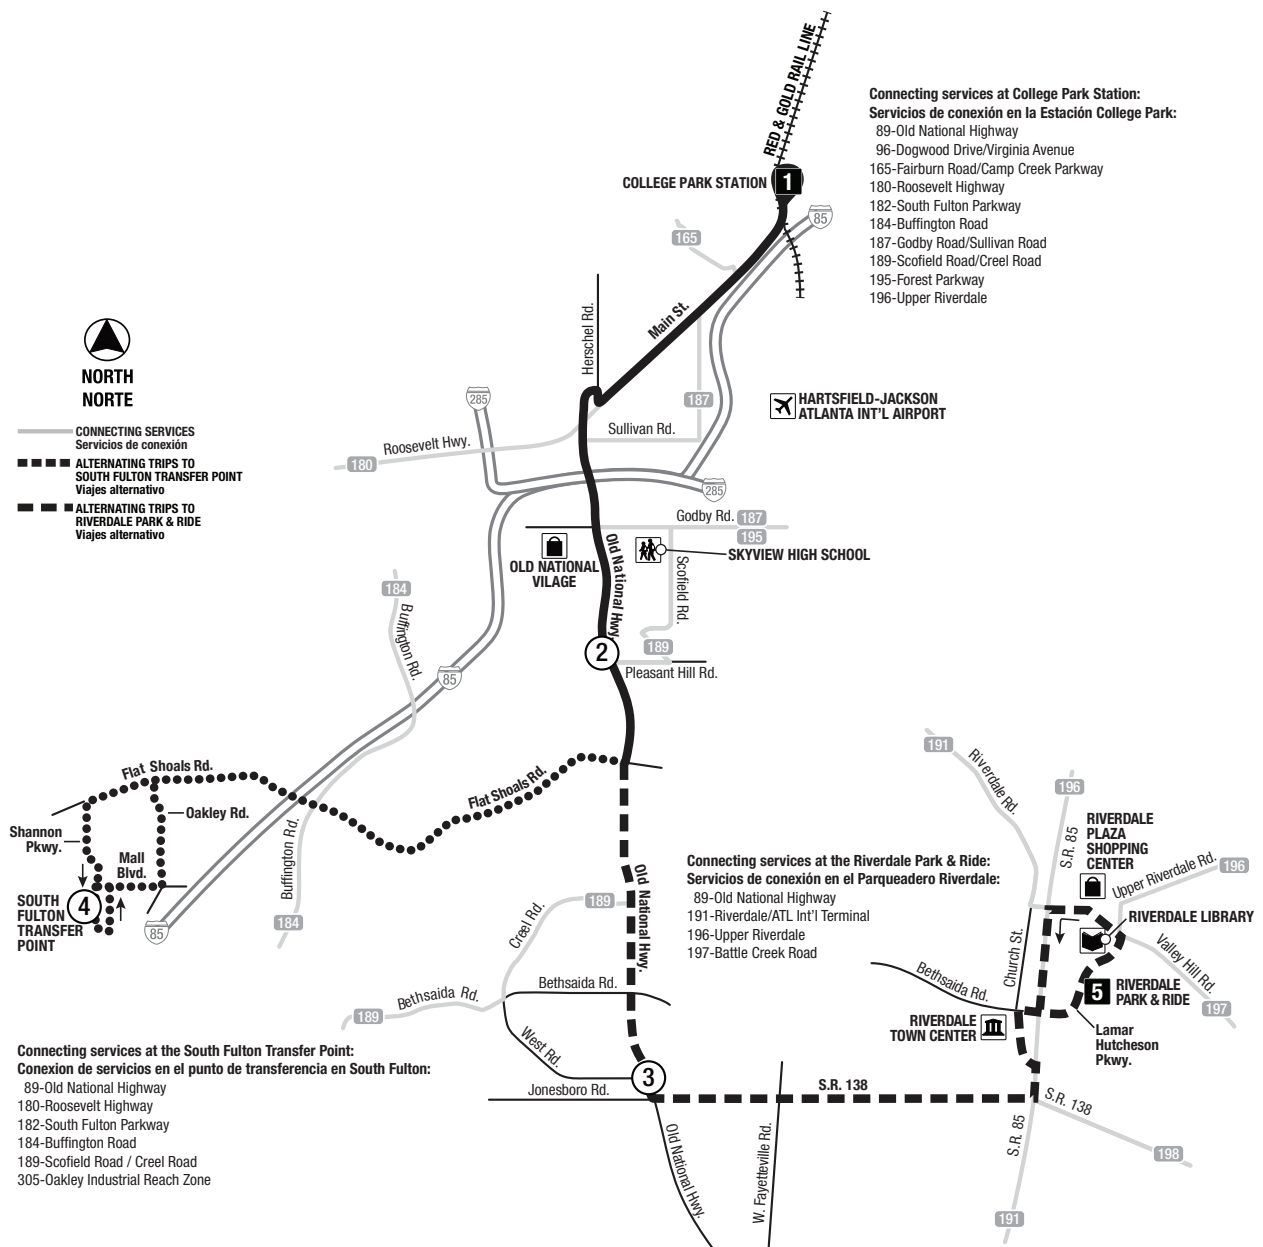 RED & GOLD RAIL LINE
COLLEGE PARK STATION
1
85
Connecting services at College Park Station:
Servicios de conexión en la Estación College Park:
89-Old National Highway
96-Dogwood Drive/Virginia Avenue
165-Fairburn Road/Camp Creek Parkway
180-Roosevelt Highway
182-South Fulton Parkway
184-Buffington Road
187-Godby Road/Sullivan Road
189-Scofield Road/Creel Road
195-Forest Parkway
196-Upper Riverdale
165
Herschel Rd.
Main St.
NORTH
NORTE
CONNECTING SERVICES
Servicios de conexión
ALTERNATING TRIPS TO
SOUTH FULTON TRANSFER POINT
Viajes alternativo
ALTERNATING TRIPS TO
RIVERDALE PARK & RIDE
Viajes alternativo
285
187
HARTSFIELD-JACKSON
ATLANTA INT'L AIRPORT
Sullivan Rd.
Roosevelt Hwy.
180
285
Godby Rd.
187
195
OLD NATIONAL
VILAGE
Old National Hwy.
SKYVIEW HIGH SCHOOL
Scofield Rd.
184
Buffington Rd.
189
2
Pleasant Hill Rd.
85
Flat Shoals Rd.
Flat Shoals Rd.
Oakley Rd.
Shannon
Pkwy.
Mall
Blvd.
SOUTH
FULTON
TRANSFER
POINT
4
85
Buffington Rd.
184
191
Riverdale Rd.
196
S.R. 85
RIVERDALE
PLAZA
SHOPPING
CENTER
Upper Riverdale Rd.
196
Connecting services at the Riverdale Park & Ride:
Servicios de conexión en el Parqueadero Riverdale:
89-Old National Highway
191-Riverdale/ATL Int'l Terminal
196-Upper Riverdale
197-Battle Creek Road
Old National Hwy.
189
Creel Rd.
RIVERDALE LIBRARY
Church St.
Valley Hill Rd.
Bethsaida Rd.
5
RIVERDALE
PARK & RIDE
197
Bethsaida Rd.
Bethsaida Rd.
189
RIVERDALE
TOWN CENTER
Lamar
Hutcheson
Pkwy.
West Rd.
3
Jonesboro Rd.
S.R. 138
S.R. 138
S.R. 85
198
191
Old National Hwy.
W. Fayetteville Rd.
Connecting services at the South Fulton Transfer Point:
Conexion de servicios en el punto de transferencia en South Fulton:
89-Old National Highway
180-Roosevelt Highway
182-South Fulton Parkway
184-Buffington Road
189-Scofield Road / Creel Road
305-Oakley Industrial Reach Zone